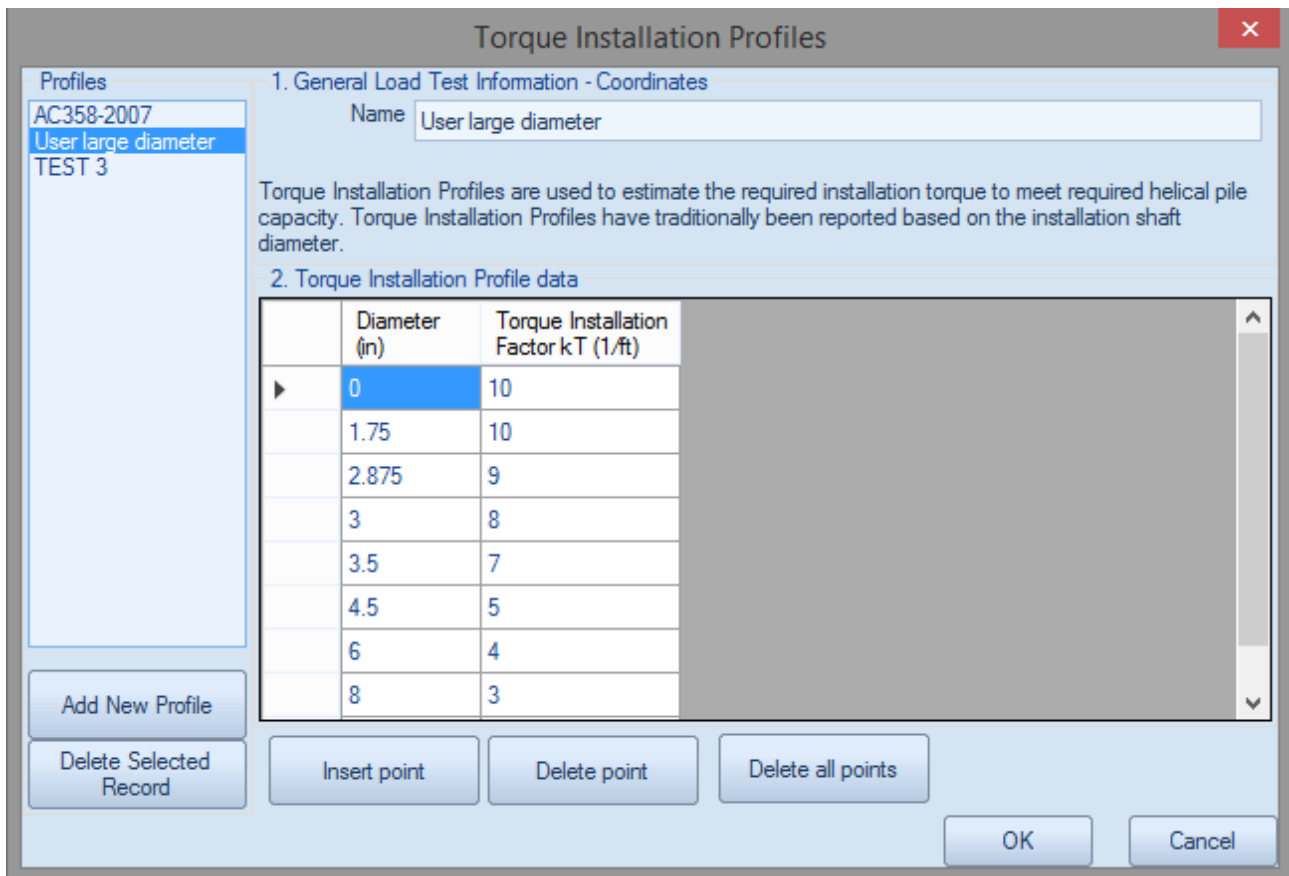 Torque Installation Profiles
Profiles
AC358-2007
User large diameter
TEST 3
Add New Profile
Delete Selected
Record
1. General Load Test Information - Coordinates
Name User large diameter
Torque Installation Profiles are used to estimate the required installation torque to meet required helical pile
capacity. Torque Installation Profiles have traditionally been reported based on the installation shaft
diameter.
2. Torque Installation Profile data
Diameter
(in)
Torque Installation
Factor kT (1/ft)
0 10
1.75 10
2.875 9
3 8
3.5 7
4.5 5
6 4
8 3
Insert point
Delete point
Delete all points
OK
Cancel